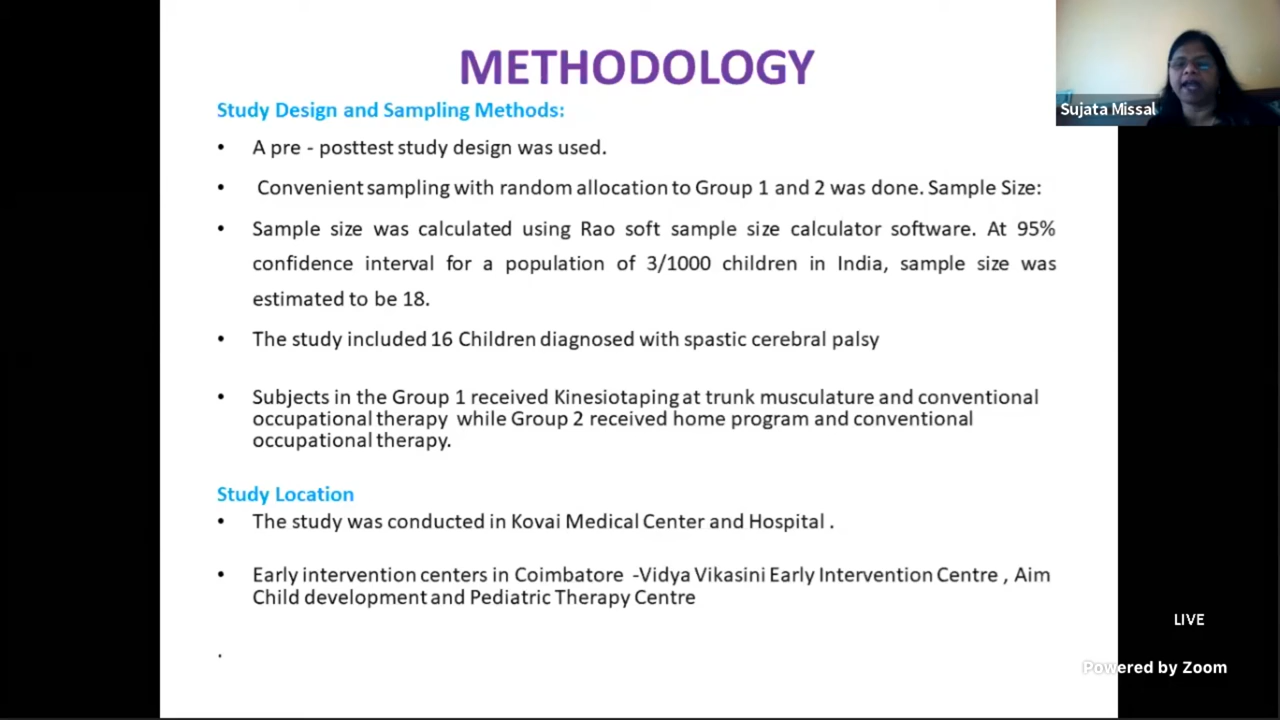 METHODOLOGY
Study Design and Sampling Methods:
• A pre - posttest study design was used.
• Convenient sampling with random allocation to Group 1 and 2 was done. Sample Size:
• Sample size was calculated using Rao soft sample size calculator software. At 95%
confidence interval for a population of 3/1000 children in India, sample size was
estimated to be 18.
• The study included 16 Children diagnosed with spastic cerebral palsy
• Subjects in the Group 1 received Kinesiotaping at trunk musculature and conventional
occupational therapy while Group 2 received home program and conventional
occupational therapy.
Study Location
• The study was conducted in Kovai Medical Center and Hospital .
• Early intervention centers in Coimbatore -Vidya Vikasini Early Intervention Centre , Aim
Child development and Pediatric Therapy Centre
.
Sujata Missal
LIVE
Powered by Zoom